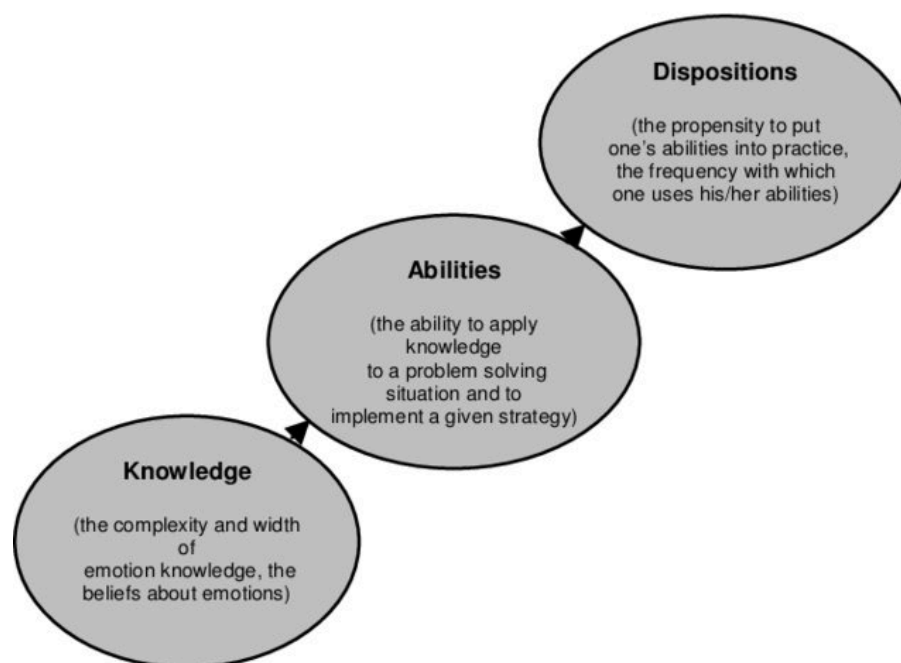 Dispositions
(the propensity to put
one's abilities into practice,
the frequency with which
one uses his/her abilities)
Abilities
(the ability to apply
knowledge
to a problem solving
situation and to
implement a given strategy)
Knowledge
(the complexity and width
of
emotion knowledge, the
beliefs about emotions)